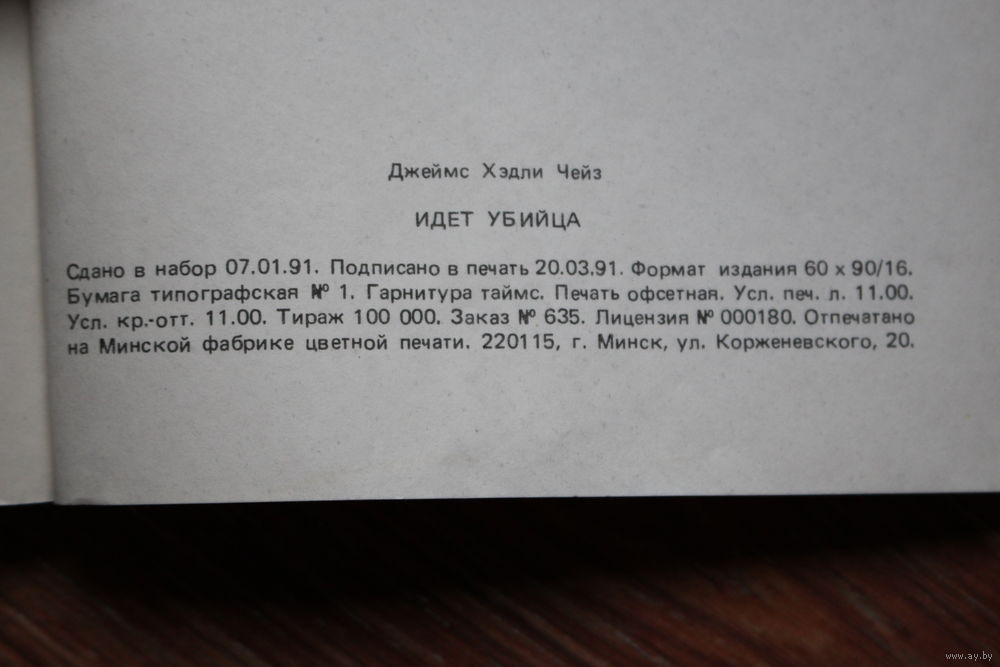 Джеймс Хэдли Чейз
ИДЕТ УБИЙЦА
Сдано в набор 07.01.91. Подписано в печать 20.03.91. Формат издания 60 x 90/16.
Бумага типографская № 1. Гарнитура таймс. Печать офсетная. Усл. печ. л. 11.00.
Усл. кр.-отт. 11.00. Тираж 100 000. Заказ № 635. Лицензия № 000180. Отпечатано
на Минской фабрике цветной печати. 220115, г. Минск, ул. Корженевского, 20.
www.ay.by